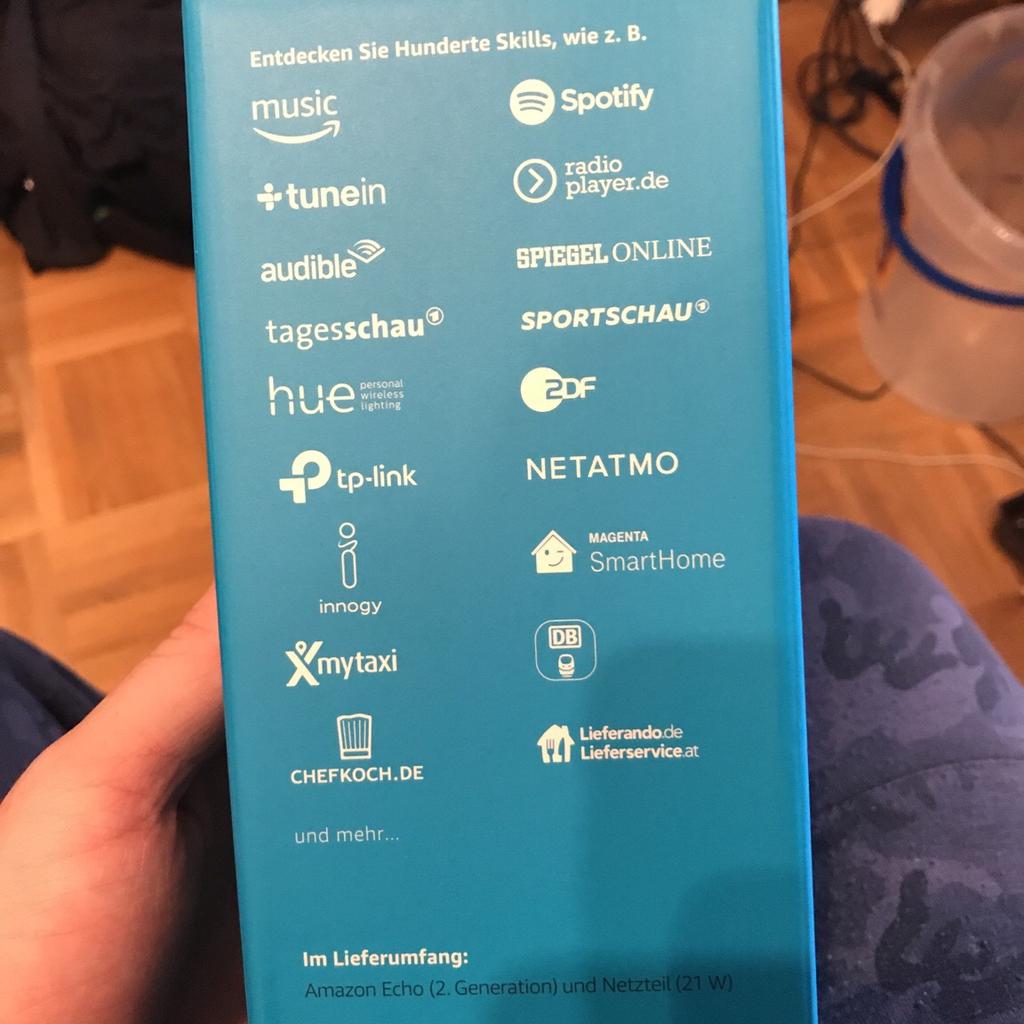 Entdecken Sie Hunderte Skills, wie z. B.
music
Spotify
tunein
radio
player.de
audible
SPIEGEL ONLINE
tagesschau
SPORTSCHAU
hue personal
wireless
lighting
ZDF
tp-link
NETATMO
innogy
MAGENTA
SmartHome
mytaxi
DB
CHEFKOCH.DE
Lieferando.de
Lieferservice.at
und mehr...
Im Lieferumfang:
Amazon Echo (2. Generation) und Netzteil (21 W)